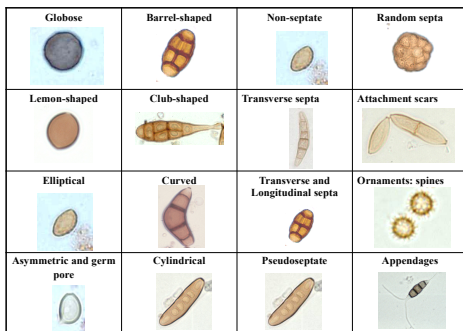 Globose
Barrel-shaped
Non-septate
Random septa
Lemon-shaped
Club-shaped
Transverse septa
Attachment scars
Elliptical
Curved
Transverse and
Longitudinal septa
Ornaments: spines
Asymmetric and germ
pore
Cylindrical
Pseudoseptate
Appendages